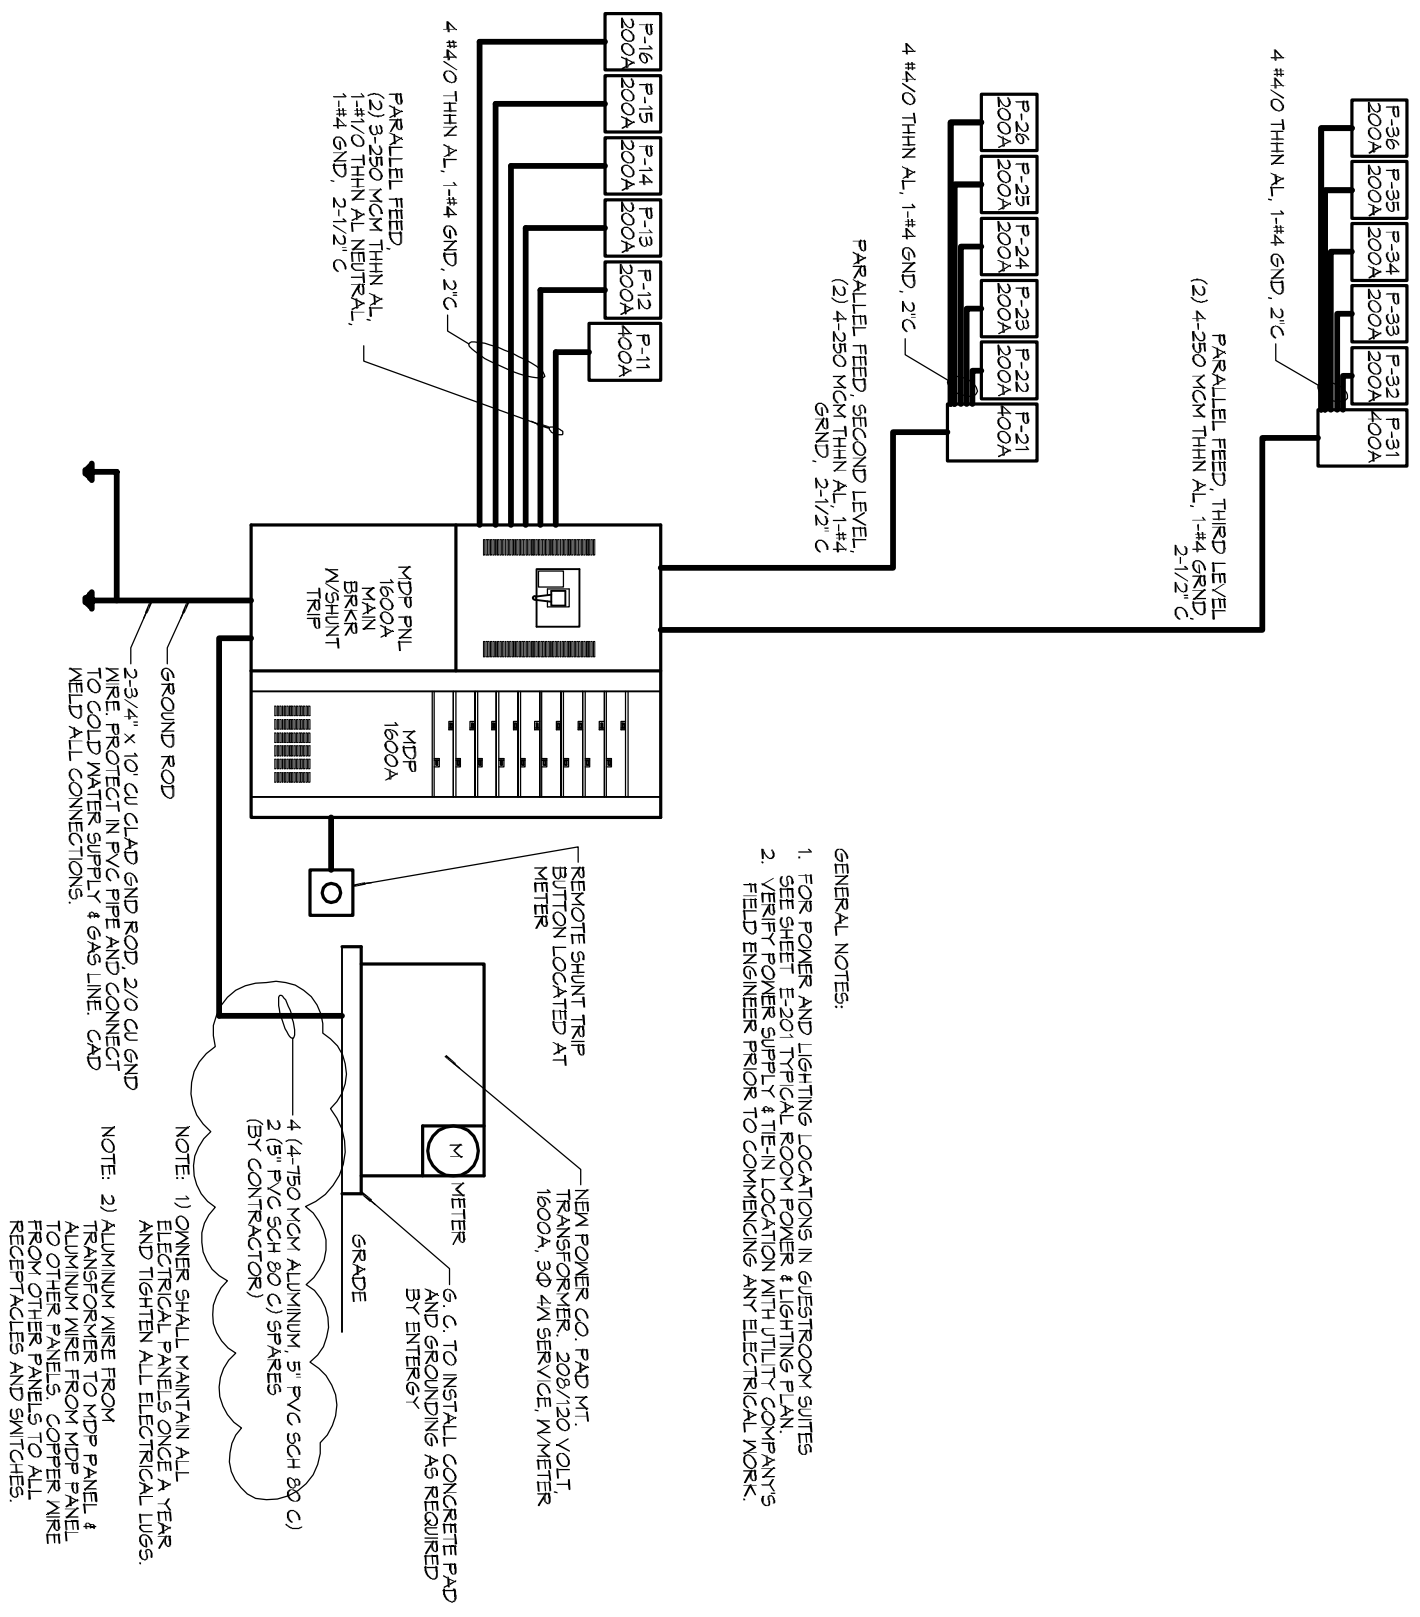 P-36
200A
P-35
200A
P-34
200A
P-33
200A
P-32
200A
P-31
400A
4 #4/0 THHN AL, 1-#4 GND, 2"C
PARALLEL FEED, THIRD LEVEL
(2) 4-250 MCM THHN AL, 1-#4 GRND,
2-1/2" C
P-26
200A
P-25
200A
P-24
200A
P-23
200A
P-22
200A
P-21
400A
4 #4/0 THHN AL, 1-#4 GND, 2"C
PARALLEL FEED, SECOND LEVEL,
(2) 4-250 MCM THHN AL, 1-#4
GRND, 2-1/2" C
P-16
200A
P-15
200A
P-14
200A
P-13
200A
P-12
200A
P-11
400A
4 #4/0 THHN AL, 1-#4 GND, 2"C
PARALLEL FEED,
(2) 3-250 MCM THHN AL,
1-#1/0 THHN AL NEUTRAL,
1-#4 GND, 2-1/2" C
MDP PNL
1600A
MAIN
BRKR
W/SHUNT
TRIP
MDP
1600A
GENERAL NOTES:
1. FOR POWER AND LIGHTING LOCATIONS IN GUESTROOM SUITES
SEE SHEET E-201 TYPICAL ROOM POWER & LIGHTING PLAN.
2. VERIFY POWER SUPPLY & TIE-IN LOCATION WITH UTILITY COMPANY'S
FIELD ENGINEER PRIOR TO COMMENCING ANY ELECTRICAL WORK.
REMOTE SHUNT TRIP
BUTTON LOCATED AT
METER
NEW POWER CO. PAD MT.
TRANSFORMER. 208/120 VOLT,
1600A, 3Φ 4W SERVICE, W/METER
M
METER
G. C. TO INSTALL CONCRETE PAD
AND GROUNDING AS REQUIRED
BY ENTERGY
GRADE
4 (4-750 MCM ALUMINUM, 5" PVC SCH 80 C)
2 (5" PVC SCH 80 C) SPARES
(BY CONTRACTOR)
GROUND ROD
2-3/4" x 10' CU CLAD GND ROD, 2/0 CU GND
WIRE. PROTECT IN PVC PIPE AND CONNECT
TO COLD WATER SUPPLY & GAS LINE. CAD
WELD ALL CONNECTIONS.
NOTE: 1) OWNER SHALL MAINTAIN ALL
ELECTRICAL PANELS ONCE A YEAR
AND TIGHTEN ALL ELECTRICAL LUGS.
NOTE: 2) ALUMINUM WIRE FROM
TRANSFORMER TO MDP PANEL &
ALUMINUM WIRE FROM MDP PANEL
TO OTHER PANELS. COPPER WIRE
FROM OTHER PANELS TO ALL
RECEPTACLES AND SWITCHES.